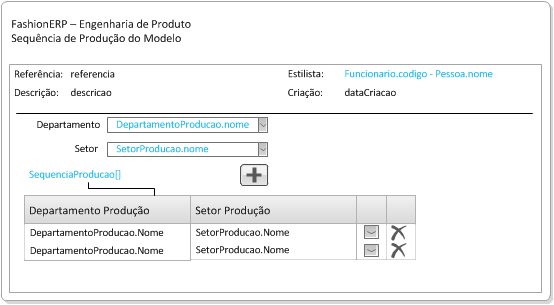 FashionERP – Engenharia de Produto
Sequência de Produção do Modelo
Referência: referencia Estilista: Funcionario.codigo - Pessoa.nome
Descrição: descricao Criação: dataCriacao
Departamento DepartamentoProducao.nome
Setor SetorProducao.nome
SequenciaProducao[]
Departamento Produção Setor Produção
DepartamentoProducao.Nome SetorProducao.Nome
DepartamentoProducao.Nome SetorProducao.Nome